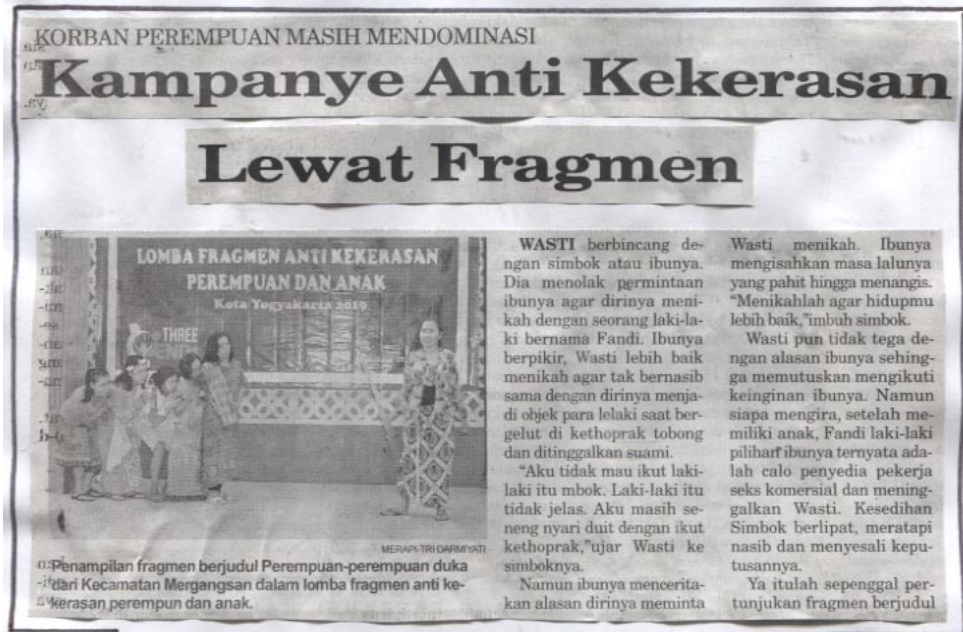 KORBAN PEREMPUAN MASIH MENDOMINASI
Kampanye Anti Kekerasan
Lewat Fragmen
LOMBA FRAGMEN ANTI KEKERASAN
PEREMPUAN DAN ANAK
Kota Yogyakarta 2019
THREE
MERAPI-TRI DARMIYATI
Penampilan fragmen berjudul Perempuan-perempuan duka
dari Kecamatan Mergangsan dalam lomba fragmen anti ke-
kerasan perempun dan anak.
WASTI berbincang de-
ngan simbok atau ibunya.
Dia menolak permintaan
ibunya agar dirinya meni-
kah dengan seorang laki-la-
ki bernama Fandi. Ibunya
berpikir, Wasti lebih baik
menikah agar tak bernasib
sama dengan dirinya menja-
di objek para lelaki saat ber-
gelut di kethoprak tobong
dan ditinggalkan suami.
"Aku tidak mau ikut laki-
laki itu mbok. Laki-laki itu
tidak jelas. Aku masih se-
neng nyari duit dengan ikut
kethoprak,"ujar Wasti ke
simboknya.
Namun ibunya mencerita-
kan alasan dirinya meminta
Wasti menikah. Ibunya
mengisahkan masa lalunya
yang pahit hingga menangis.
"Menikahlah agar hidupmu
lebih baik,"imbuh simbok.
Wasti pun tidak tega de-
ngan alasan ibunya sehing-
ga memutuskan mengikuti
keinginan ibunya. Namun
siapa mengira, setelah me-
miliki anak, Fandi laki-laki
pilihan ibunya ternyata ada-
lah calo penyedia pekerja
seks komersial dan mening-
galkan Wasti. Kesedihan
Simbok berlipat, meratapi
nasib dan menyesali kepu-
tusannya.
Ya itulah sepenggal per-
tunjukan fragmen berjudul